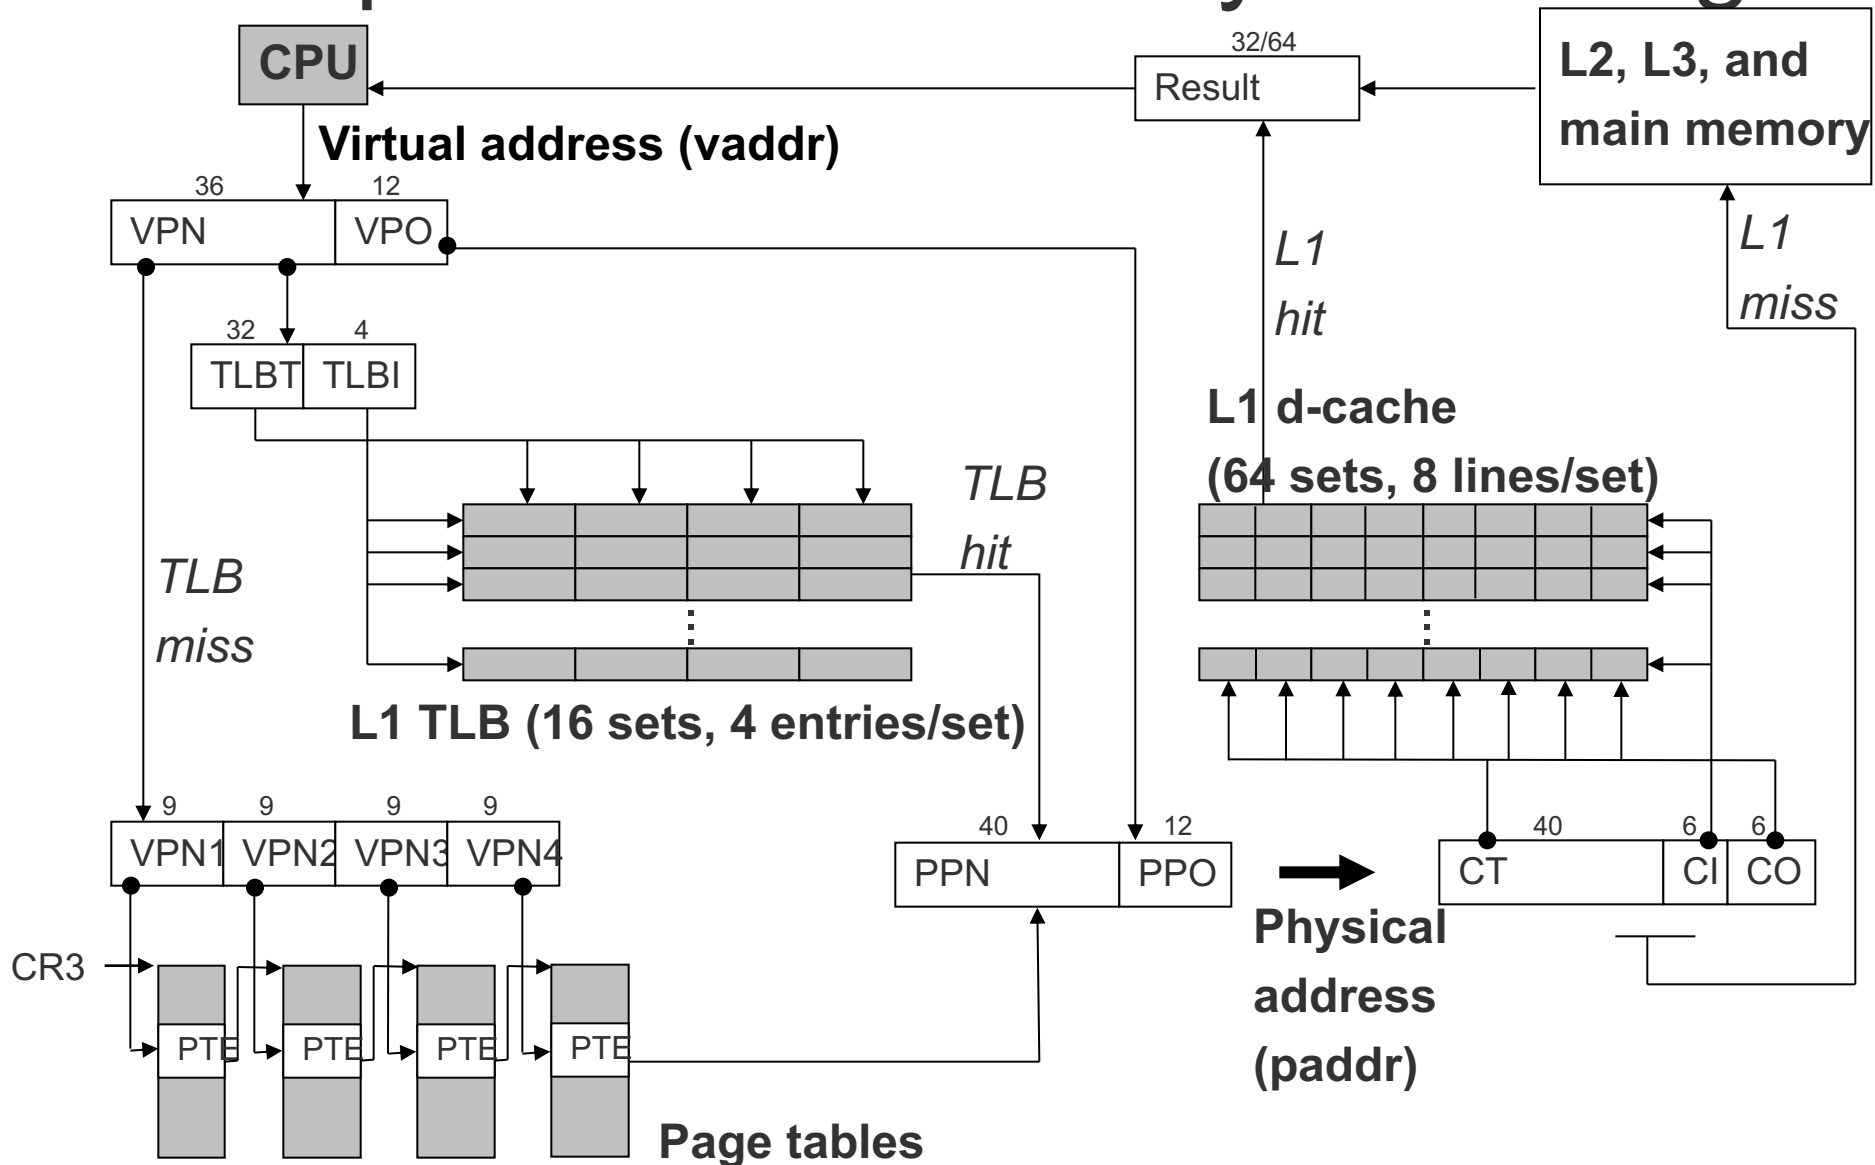 CPU
32/64
Result
L2, L3, and
main memory
Virtual address (vaddr)
36
12
VPN
VPO
L1
hit
L1
miss
32
4
TLBT
TLBI
L1 d-cache
(64 sets, 8 lines/set)
TLB
hit
TLB
miss
L1 TLB (16 sets, 4 entries/set)
9
9
9
9
VPN1
VPN2
VPN3
VPN4
40
12
PPN
PPO
40
6
6
CT
CI
CO
Physical
address
(paddr)
CR3
PTE
PTE
PTE
PTE
Page tables